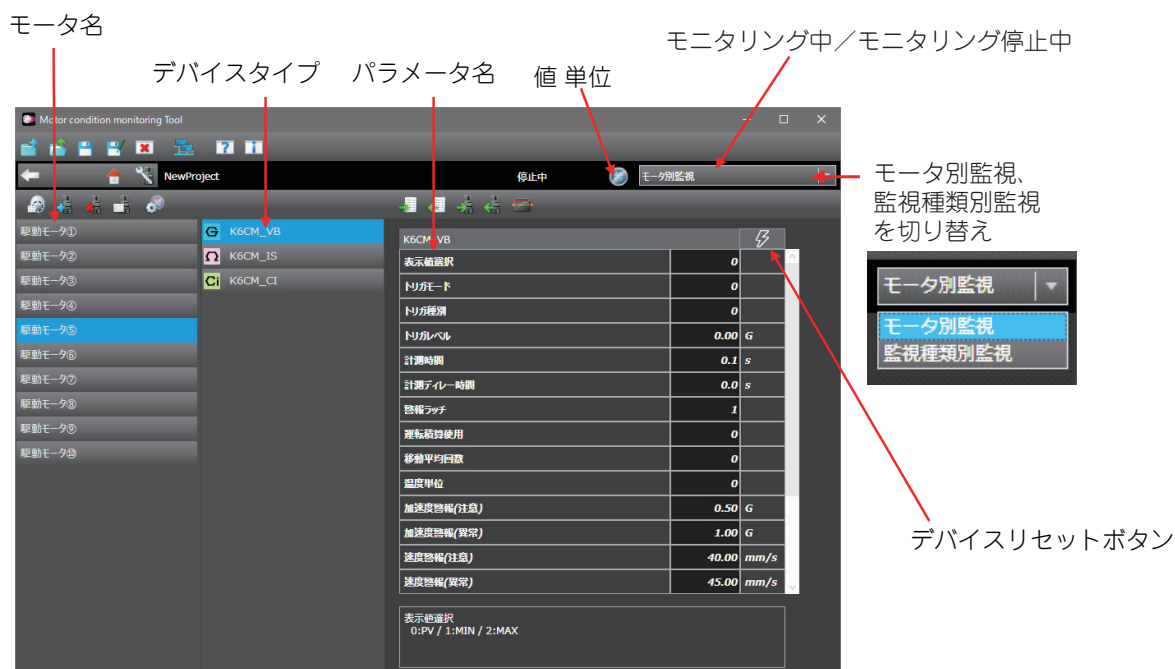 モータ名
モニタリング中／モニタリング停止中
デバイスタイプ
パラメータ名
値 単位
Motor condition monitoring Tool
NewProject
停止中
モータ別監視
モータ別監視、
監視種類別監視
を切り替え
モータ別監視
モータ別監視
監視種類別監視
駆動モータ①
駆動モータ②
駆動モータ③
駆動モータ④
駆動モータ⑤
駆動モータ⑥
駆動モータ⑦
駆動モータ⑧
駆動モータ⑨
駆動モータ⑩
G K6CM_VB
Ω K6CM_IS
Ci K6CM_CI
K6CM_VB
表示値選択 0
トリガモード 0
トリガ種別 0
トリガレベル 0.00 G
計測時間 0.1 s
計測ディレー時間 0.0 s
警報ラッチ 1
運転積算使用 0
移動平均回数 0
温度単位 0
加速度警報(注意) 0.50 G
加速度警報(異常) 1.00 G
速度警報(注意) 40.00 mm/s
速度警報(異常) 45.00 mm/s
デバイスリセットボタン
表示値選択
0:PV / 1:MIN / 2:MAX